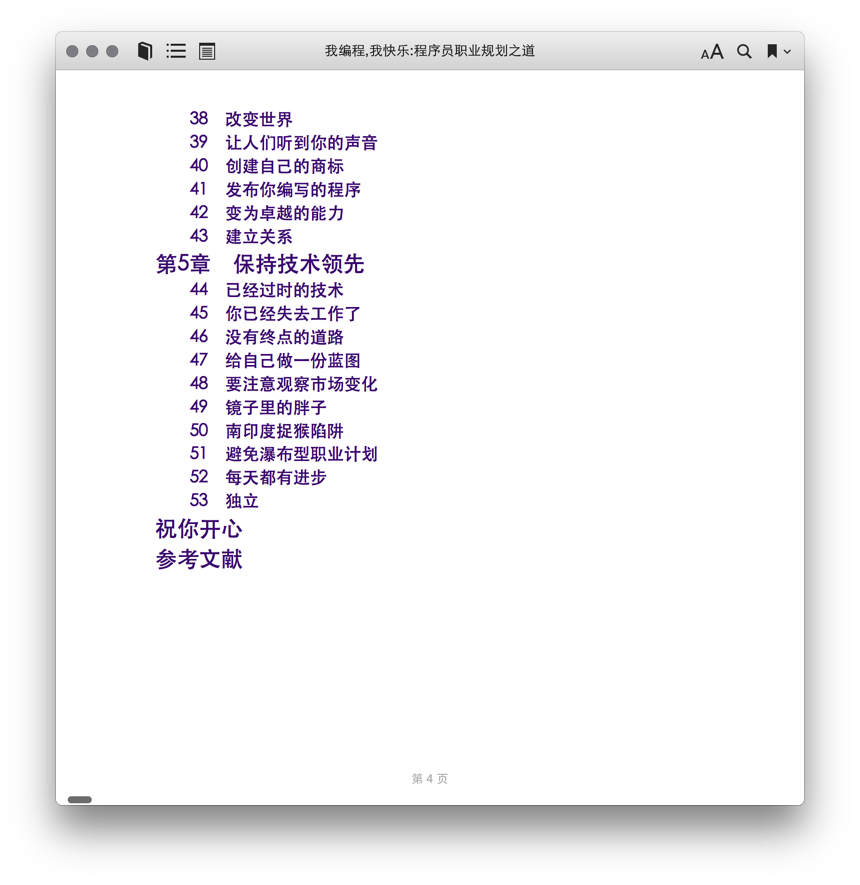 我编程,我快乐:程序员职业规划之道
AA
38 改变世界
39 让人们听到你的声音
40 创建自己的商标
41 发布你编写的程序
42 变为卓越的能力
43 建立关系
第5章 保持技术领先
44 已经过时的技术
45 你已经失去工作了
46 没有终点的道路
47 给自己做一份蓝图
48 要注意观察市场变化
49 镜子里的胖子
50 南印度捉猴陷阱
51 避免瀑布型职业计划
52 每天都有进步
53 独立
祝你开心
参考文献
第 4 页